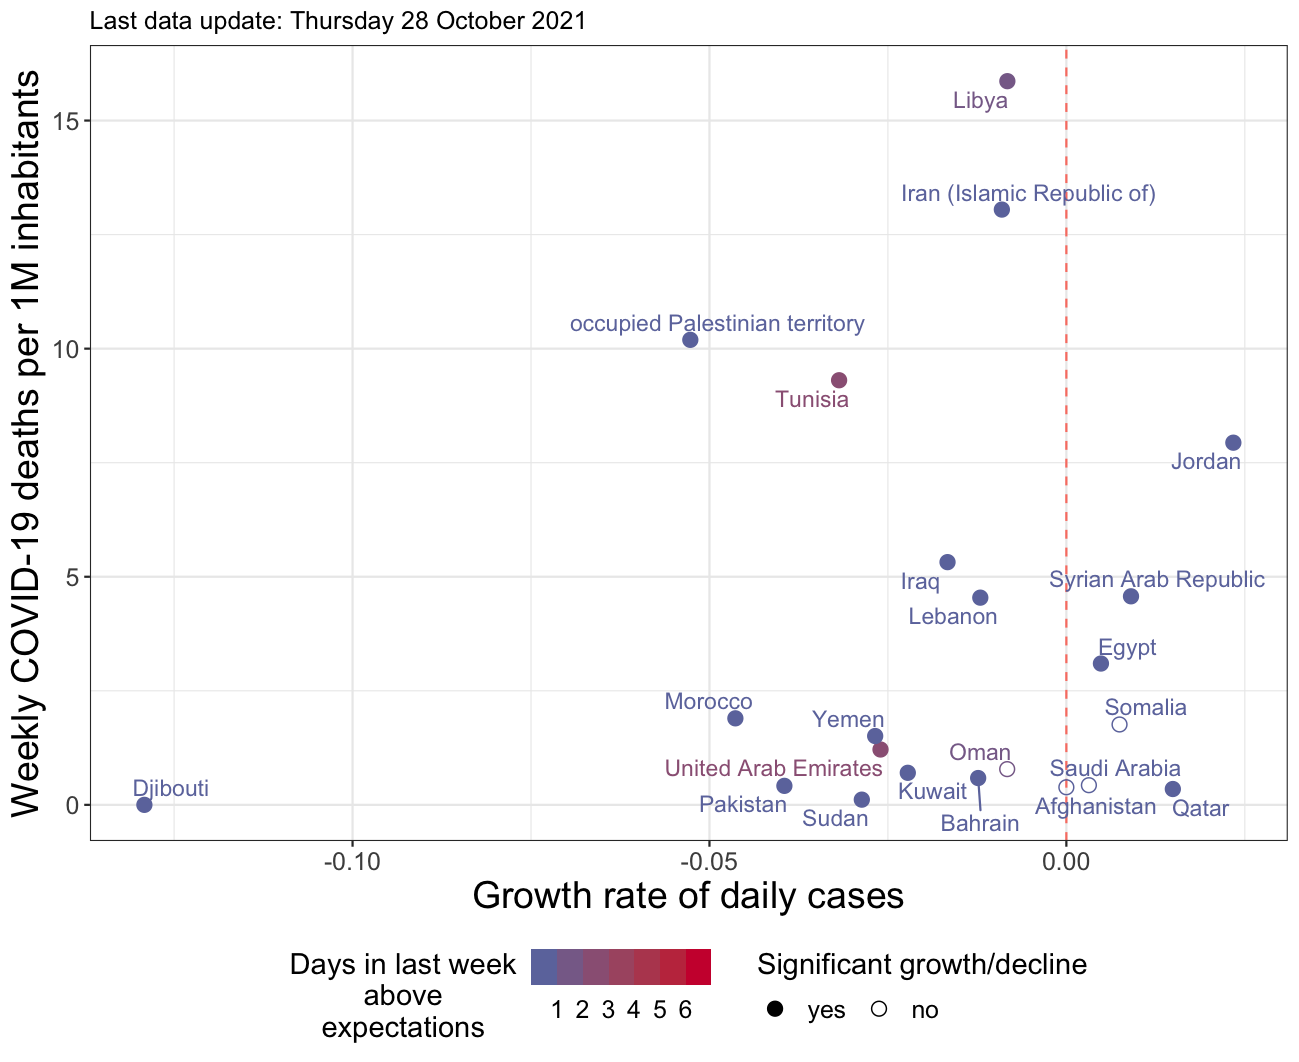 Last data update: Thursday 28 October 2021
Weekly COVID-19 deaths per 1M inhabitants
15
10
5
0
Libya
Iran (Islamic Republic of)
occupied Palestinian territory
Tunisia
Jordan
Iraq
Syrian Arab Republic
Lebanon
Egypt
Morocco
Somalia
Yemen
Oman
United Arab Emirates
Saudi Arabia
Djibouti
Kuwait
Pakistan
Afghanistan
Qatar
Sudan
Bahrain
-0.10
-0.05
0.00
Growth rate of daily cases
Days in last week
above
expectations
1 2 3 4 5 6
Significant growth/decline
yes
no